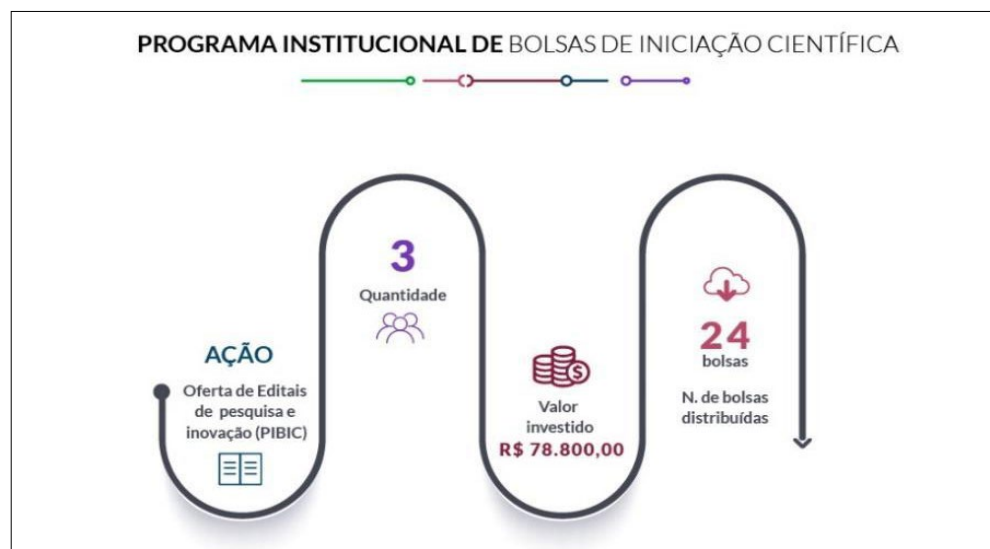 PROGRAMA INSTITUCIONAL DE BOLSAS DE INICIAÇÃO CIENTÍFICA
AÇÃO
Oferta de Editais
de pesquisa e
inovação (PIBIC)
3
Quantidade
$
Valor
investido
R$ 78.800,00
24
bolsas
N. de bolsas
distribuídas